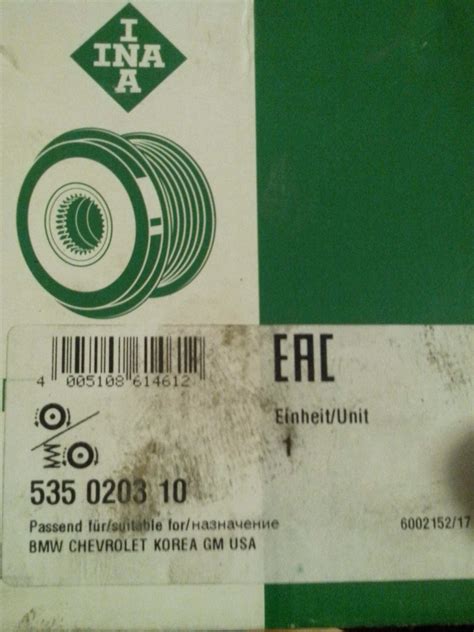 INA
INA
EAC
4 005108 614612
Einheit/Unit
1
535 0203 10
Passend für/suitable for/назначение
6002152/17
BMW CHEVROLET KOREA GM USA